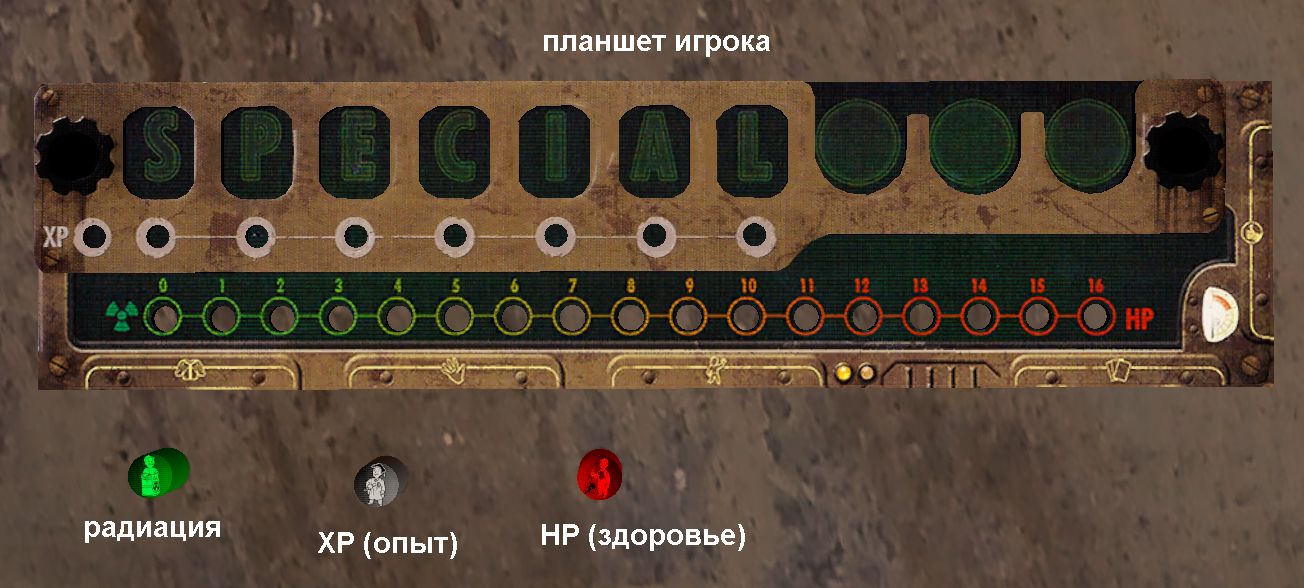 планшет игрока
S P E C I A L
XP
0 1 2 3 4 5 6 7 8 9 10 11 12 13 14 15 16
HP
радиация
XP (опыт)
HP (здоровье)